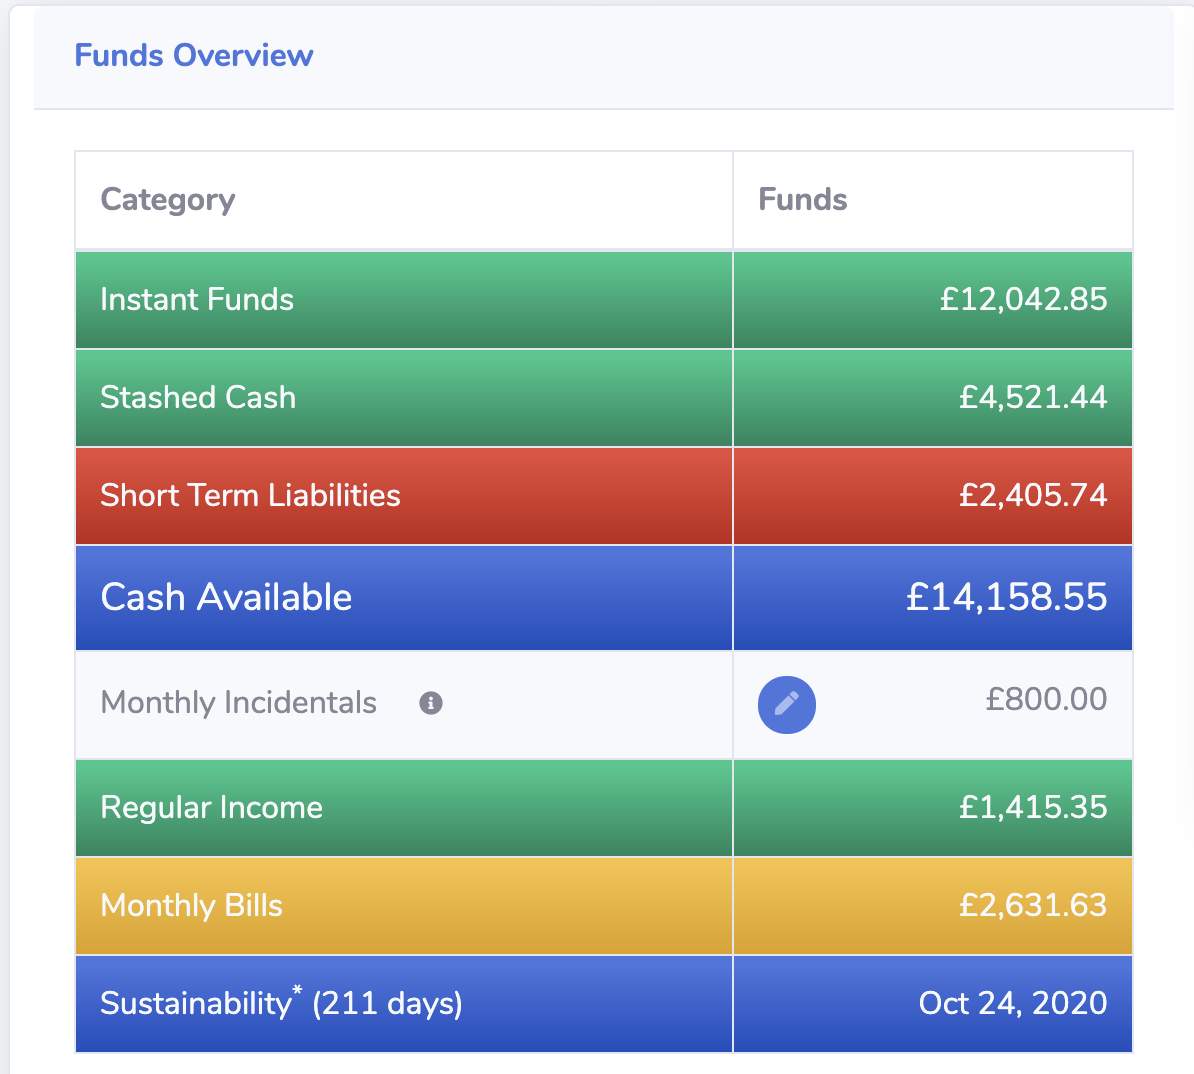 Funds Overview
Category Funds
Instant Funds £12,042.85
Stashed Cash £4,521.44
Short Term Liabilities £2,405.74
Cash Available £14,158.55
Monthly Incidentals £800.00
Regular Income £1,415.35
Monthly Bills £2,631.63
Sustainability* (211 days) Oct 24, 2020